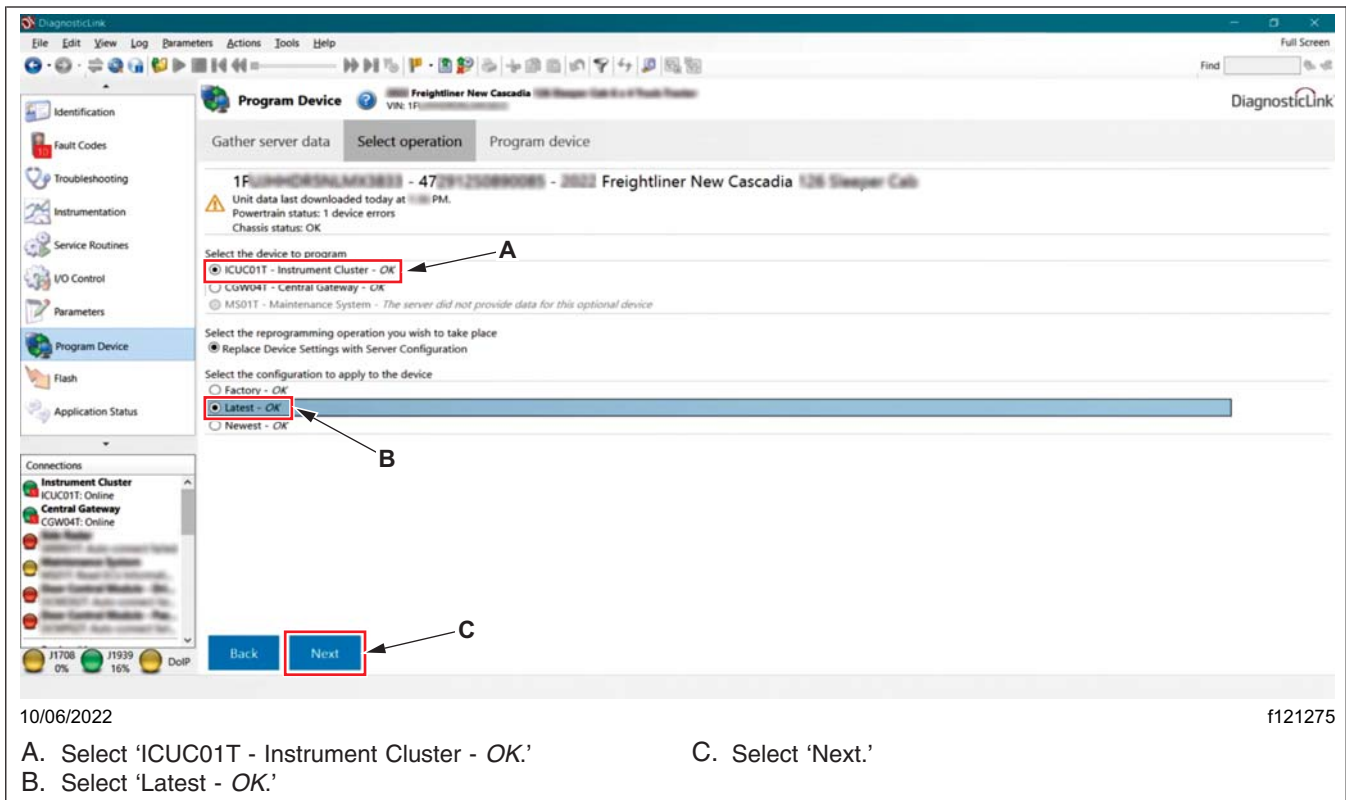 DiagnosticLink
File Edit View Log Parameters Actions Tools Help
Full Screen
Find
Identification
Fault Codes
Troubleshooting
Instrumentation
Service Routines
I/O Control
Parameters
Program Device
Flash
Application Status
Program Device
Freightliner New Cascadia
VIN: 1F
DiagnosticLink
Gather server data Select operation Program device
1F - 47 - 2022 Freightliner New Cascadia 126 Sleeper Cab
Unit data last downloaded today at PM.
Powertrain status: 1 device errors
Chassis status: OK
Select the device to program
A
ICUC01T - Instrument Cluster - OK
CGW04T - Central Gateway - OK
MS01T - Maintenance System - The server did not provide data for this optional device
Select the reprogramming operation you wish to take place
Replace Device Settings with Server Configuration
Select the configuration to apply to the device
Factory - OK
Latest - OK
Newest - OK
B
Connections
Instrument Cluster
ICUC01T: Online
Central Gateway
CGW04T: Online
J1708 0%
J1939 16%
DoIP
Back Next
C
10/06/2022
f121275
A. Select ‘ICUC01T - Instrument Cluster - OK.’
B. Select ‘Latest - OK.’
C. Select ‘Next.’